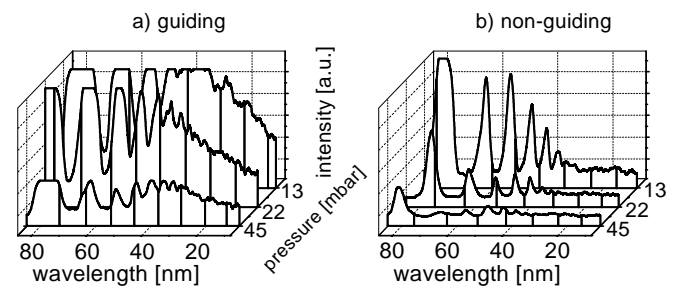 a) guiding
b) non-guiding
intensity [a.u.]
pressure [mbar]
13
22
45
80 60 40 20
wavelength [nm]
13
22
45
80 60 40 20
wavelength [nm]